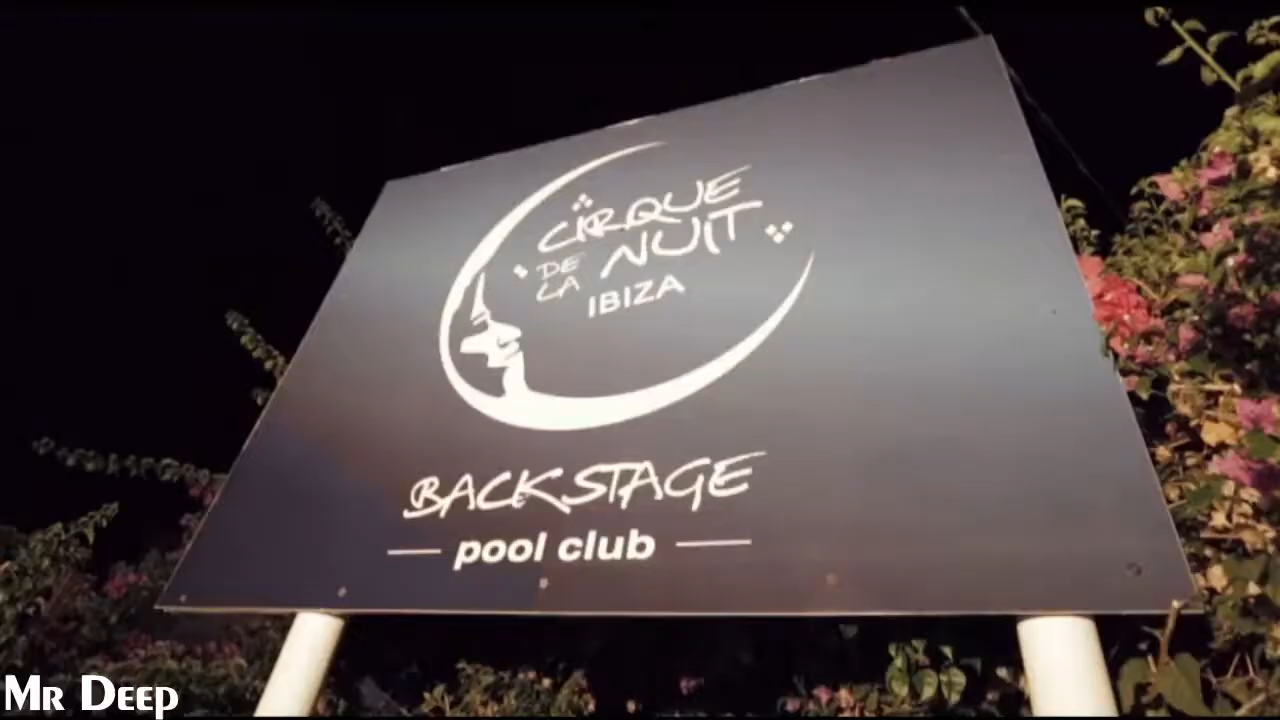 CIRQUE
DE LA NUIT
IBIZA
BACKSTAGE
pool club
Mr Deep